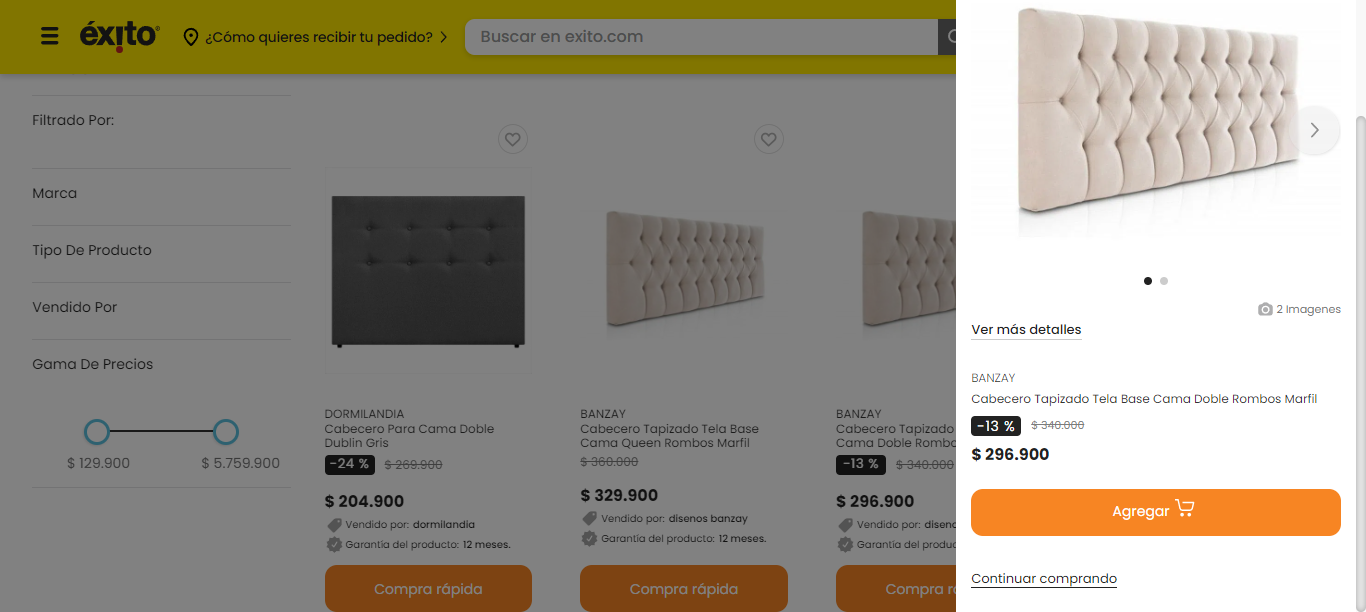 éxito
¿Cómo quieres recibir tu pedido?
Buscar en exito.com
Filtrado Por:
Marca
Tipo De Producto
Vendido Por
Gama De Precios
$ 129.900
$ 5.759.900
DORMILANDIA
Cabecero Para Cama Doble
Dublin Gris
-24 %
$ 269.900
$ 204.900
Vendido por: dormilandia
Garantía del producto: 12 meses.
Compra rápida
BANZAY
Cabecero Tapizado Tela Base
Cama Queen Rombos Marfil
$ 360.000
$ 329.900
Vendido por: disenos banzay
Garantía del producto: 12 meses.
Compra rápida
BANZAY
Cabecero Tapizado
Cama Doble Rombo
-13 %
$ 340.000
$ 296.900
Vendido por: diseno
Garantía del produc
Compra rá
2 Imagenes
Ver más detalles
BANZAY
Cabecero Tapizado Tela Base Cama Doble Rombos Marfil
-13 %
$ 340.000
$ 296.900
Agregar
Continuar comprando